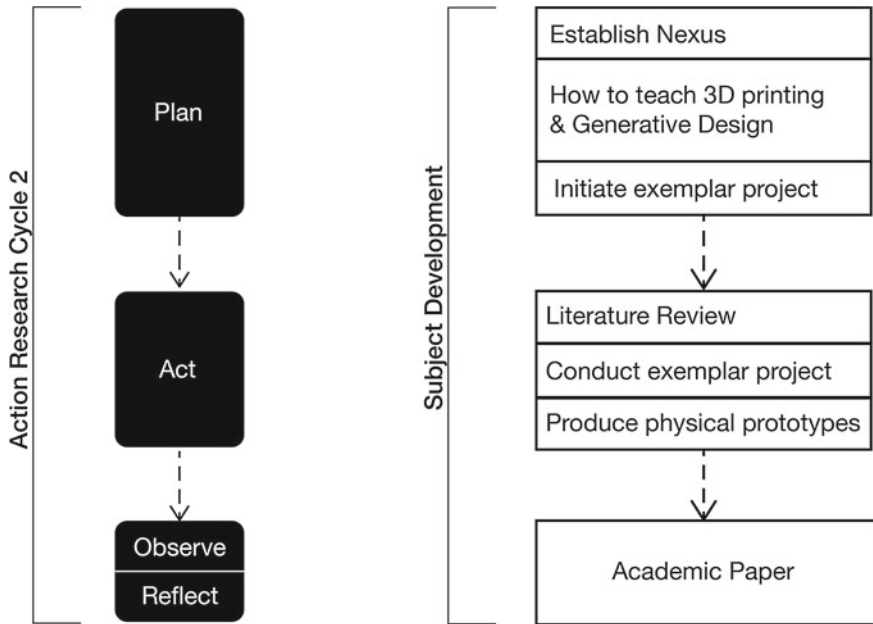 Action Research Cycle 2
Plan
Act
Observe
Reflect
Subject Development
Establish Nexus
How to teach 3D printing
& Generative Design
Initiate exemplar project
Literature Review
Conduct exemplar project
Produce physical prototypes
Academic Paper